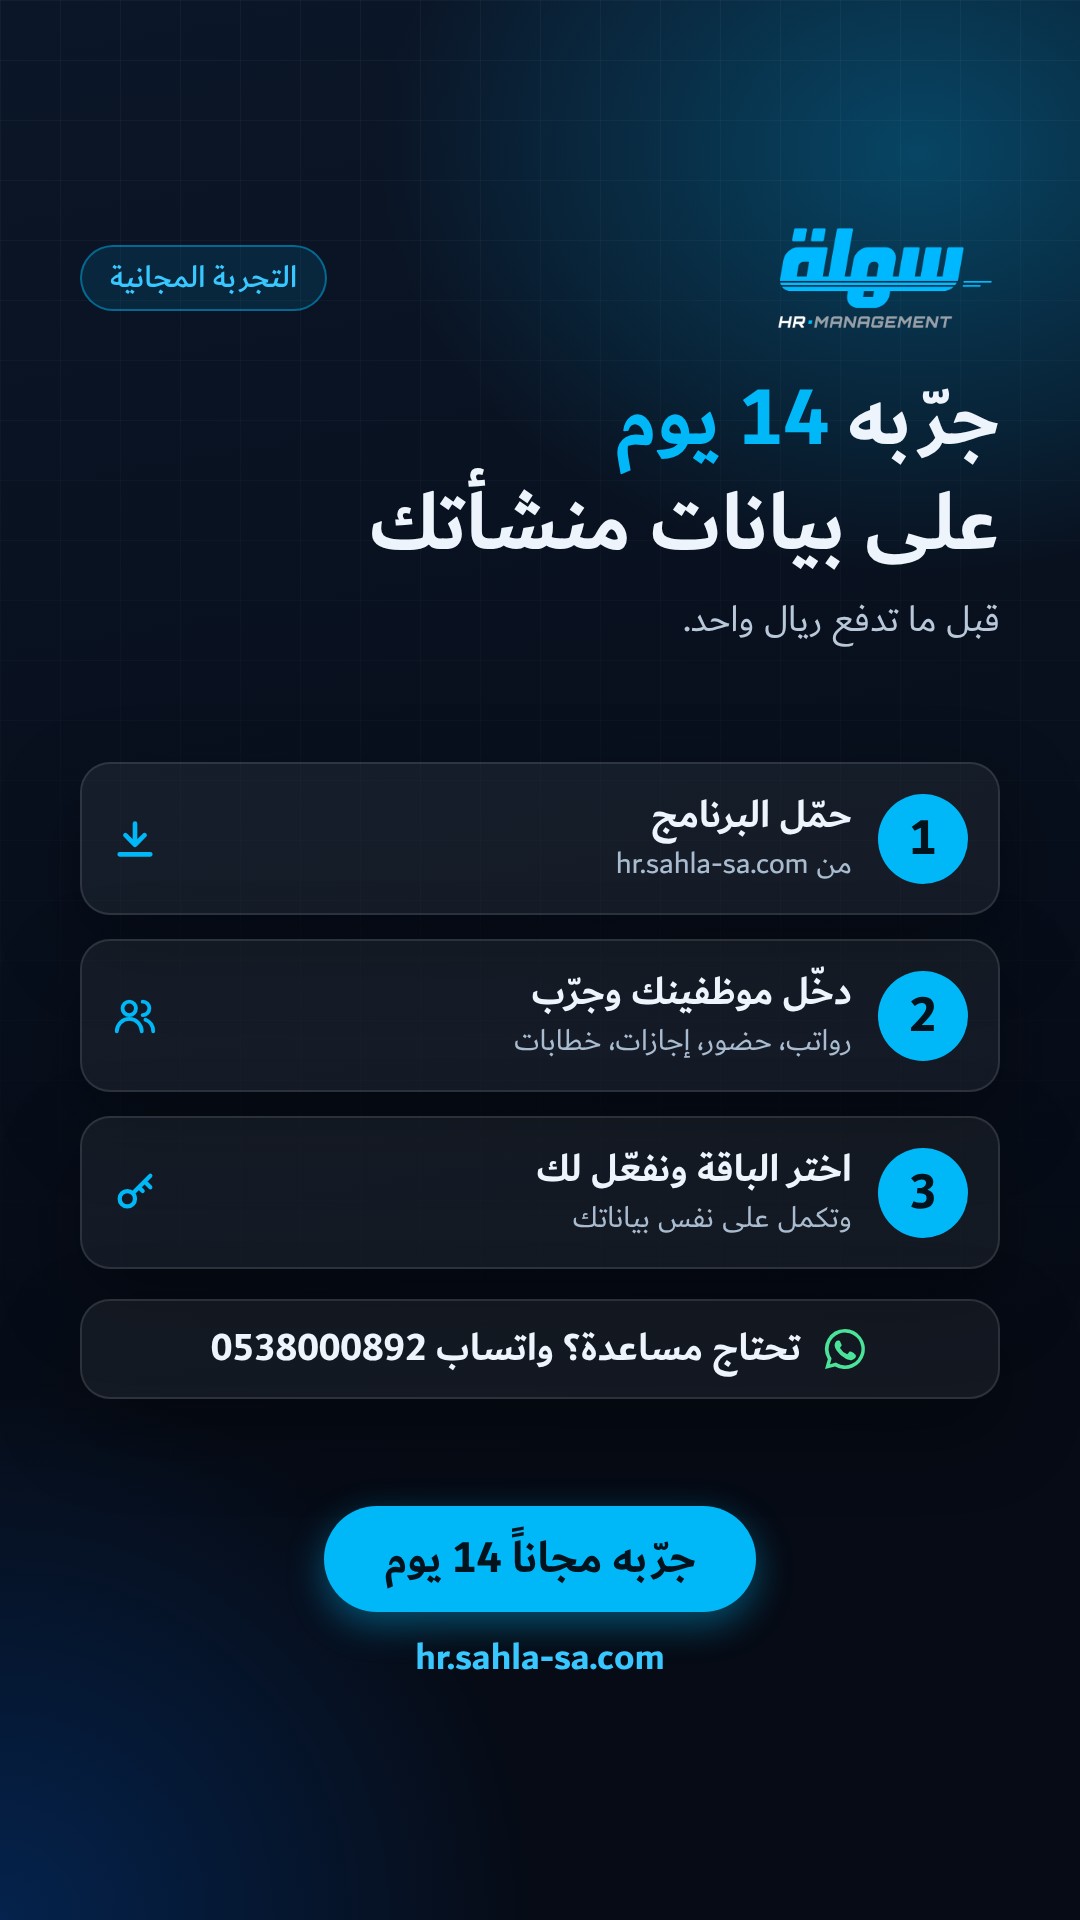 سهلة
HR·MANAGEMENT
التجربة المجانية
جرّبه 14 يوم
على بيانات منشأتك
قبل ما تدفع ريال واحد.
1
حمّل البرنامج
من hr.sahla-sa.com
2
دخّل موظفينك وجرّب
رواتب، حضور، إجازات، خطابات
3
اختر الباقة ونفعّل لك
وتكمل على نفس بياناتك
تحتاج مساعدة؟ واتساب 0538000892
جرّبه مجاناً 14 يوم
hr.sahla-sa.com